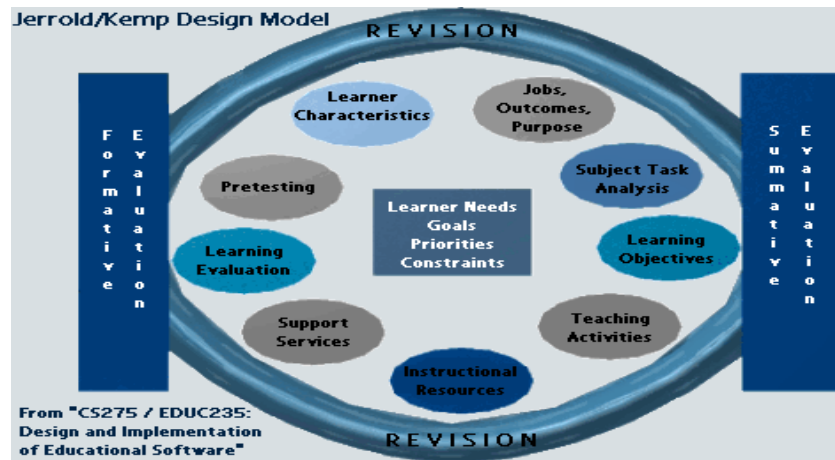 Jerrold/Kemp Design Model
REVISION
Formative
Evaluation
Learner
Characteristics
Jobs,
Outcomes,
Purpose
Pretesting
Subject Task
Analysis
Learner Needs
Goals
Priorities
Constraints
Learning
Evaluation
Learning
Objectives
Support
Services
Teaching
Activities
Instructional
Resources
Summative
Evaluation
REVISION
From "CS275 / EDUC235:
Design and Implementation
of Educational Software"